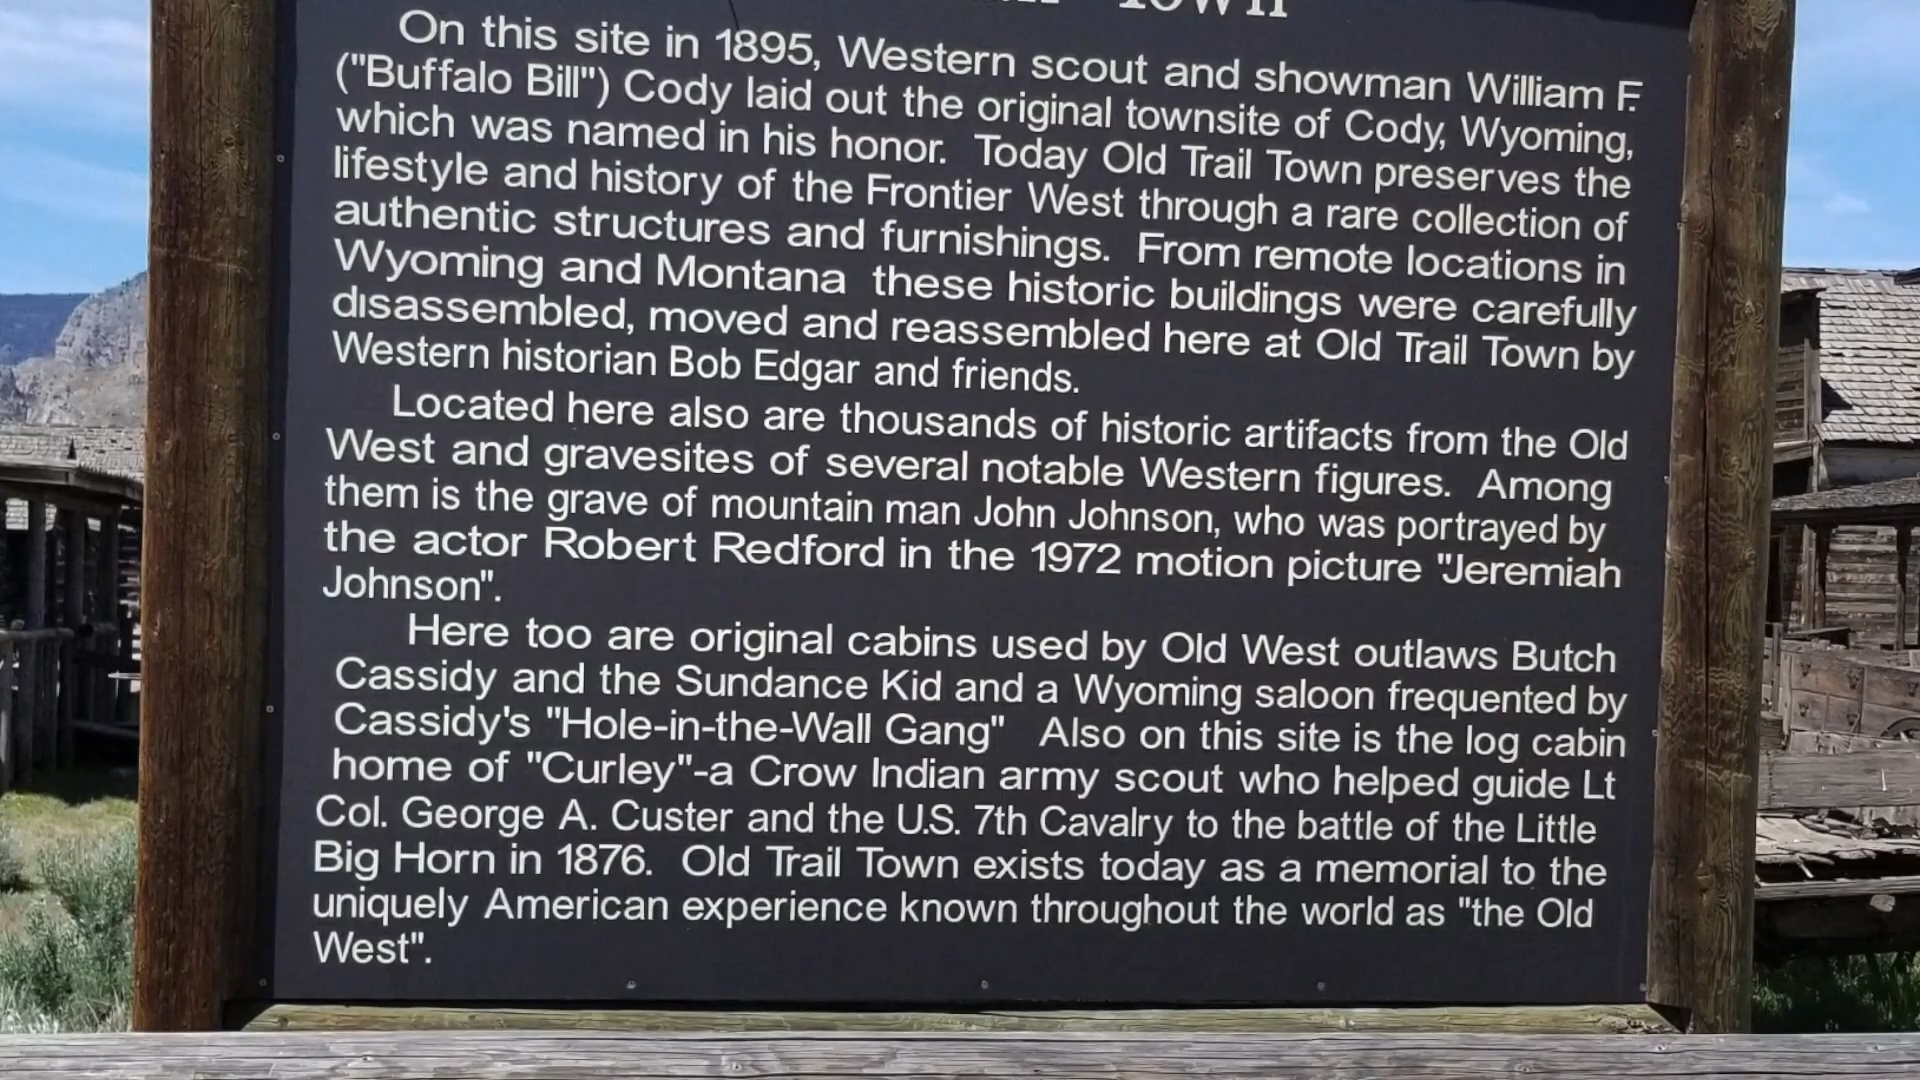 Town
On this site in 1895, Western scout and showman William F.
("Buffalo Bill") Cody laid out the original townsite of Cody, Wyoming,
which was named in his honor. Today Old Trail Town preserves the
lifestyle and history of the Frontier West through a rare collection of
authentic structures and furnishings. From remote locations in
Wyoming and Montana these historic buildings were carefully
disassembled, moved and reassembled here at Old Trail Town by
Western historian Bob Edgar and friends.
Located here also are thousands of historic artifacts from the Old
West and gravesites of several notable Western figures. Among
them is the grave of mountain man John Johnson, who was portrayed by
the actor Robert Redford in the 1972 motion picture "Jeremiah
Johnson".
Here too are original cabins used by Old West outlaws Butch
Cassidy and the Sundance Kid and a Wyoming saloon frequented by
Cassidy's "Hole-in-the-Wall Gang" Also on this site is the log cabin
home of "Curley"-a Crow Indian army scout who helped guide Lt
Col. George A. Custer and the U.S. 7th Cavalry to the battle of the Little
Big Horn in 1876. Old Trail Town exists today as a memorial to the
uniquely American experience known throughout the world as "the Old
West".